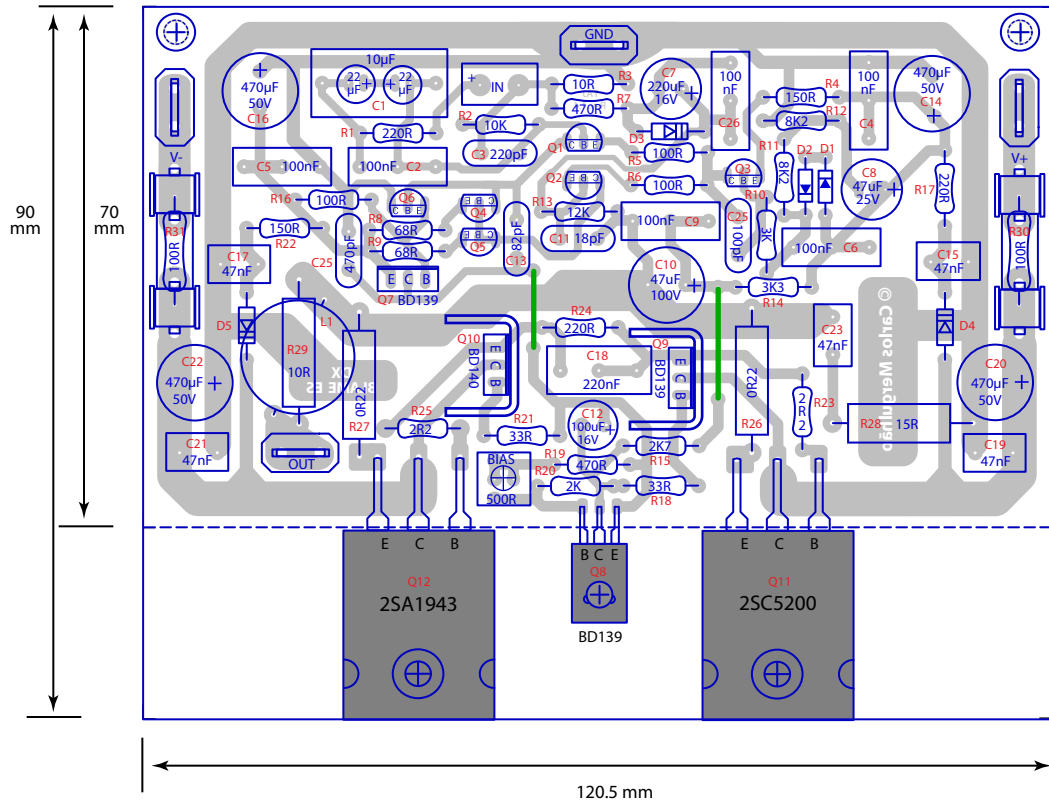 GND
10µF
22
µF
22
µF
C1
+ IN
10R
R3
R7
470R
C7
220uF
16V
100
nF
C26
150R
R4
R12
8K2
100
nF
C4
470µF
50V
C14
470µF
50V
C16
R1
220R
R2
10K
C3
220pF
Q1
C B E
D3
R5
100R
R6
100R
V-
V+
C5
100nF
100nF
C2
Q2
C B E
Q3
C B E
R11
8K2
D2
D1
C8
47uF
25V
R17
220R
R16
100R
Q6
C B E
R8
68R
R9
68R
Q4
E B C
Q5
E B C
R13
12K
C11
18pF
82pF
C13
100nF
C9
C25
100pF
R10
3K
100nF
C6
R31
100R
R30
100R
150R
R22
C25
470pF
C17
47nF
C15
47nF
E C B
Q7
BD139
C10
47uF
100V
3K3
R14
D5
L1
R29
10R
XC
BLAMES
R24
220R
Q10
E
C
B
BD140
C18
220nF
Q9
E
C
B
BD139
C23
47nF
© Carlos Mergulhão
D4
C22
470µF
50V
C20
470µF
50V
0R22
R27
R25
2R2
R21
33R
C12
100uF
16V
2K7
R15
0R22
R26
2R2
R23
R28
15R
C21
47nF
C19
47nF
OUT
BIAS
500R
R19
470R
R20
2K
33R
R18
E C B
B C E
E C B
Q12
2SA1943
Q8
BD139
Q11
2SC5200
90
mm
70
mm
120.5 mm